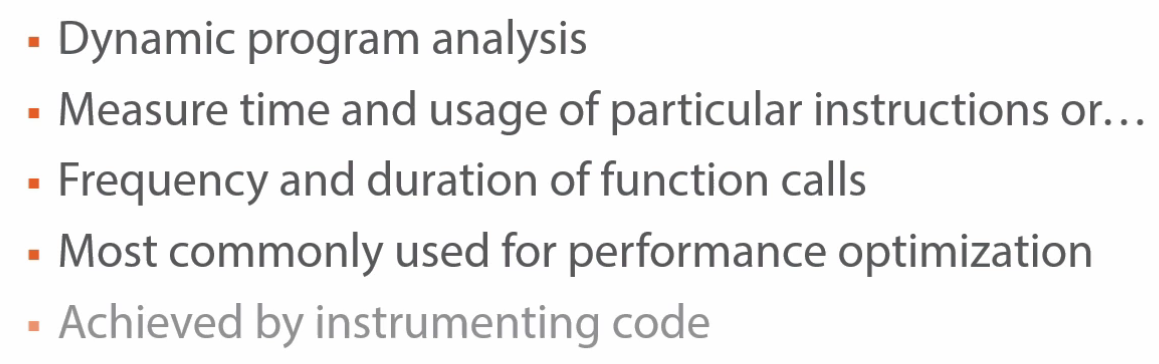 ▪ Dynamic program analysis
▪ Measure time and usage of particular instructions or…
▪ Frequency and duration of function calls
▪ Most commonly used for performance optimization
▪ Achieved by instrumenting code